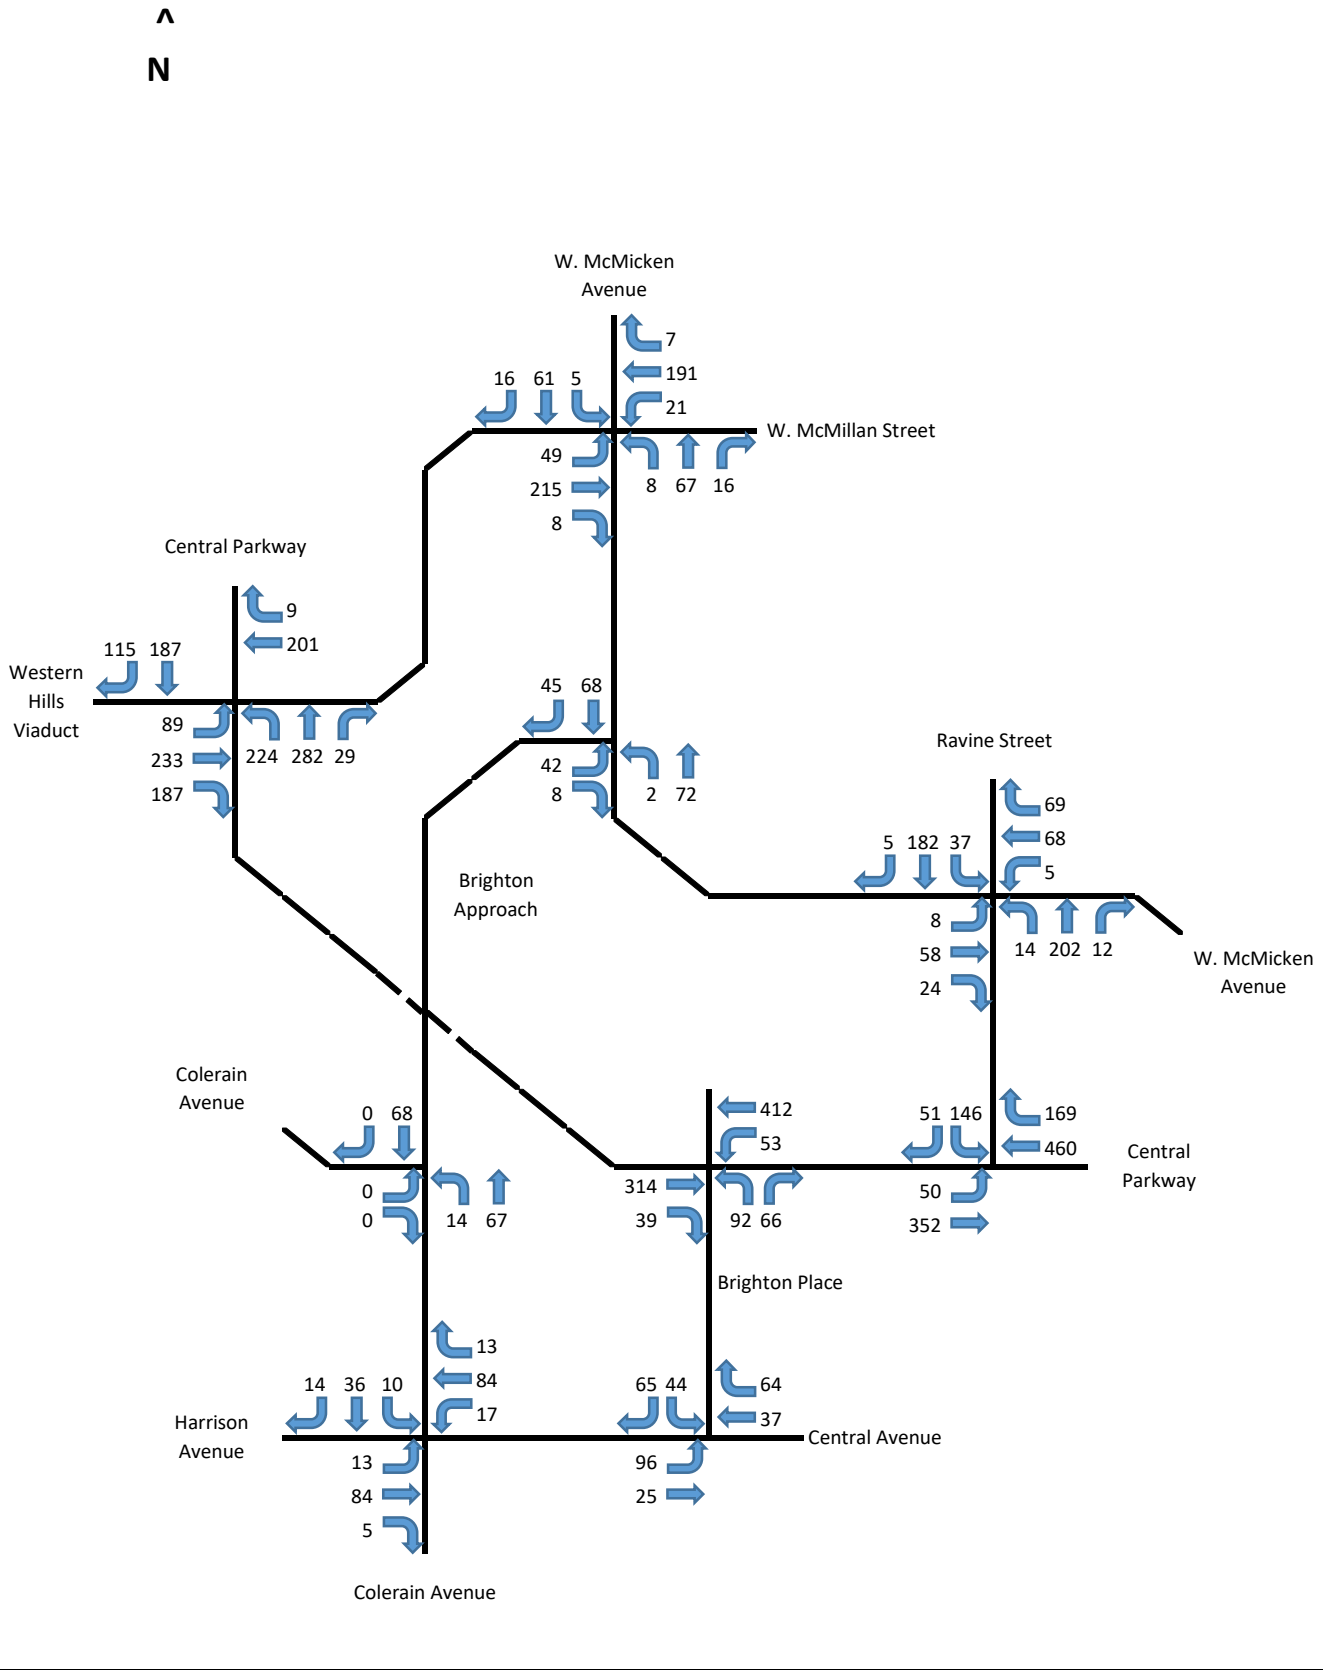 ^
N
W. McMicken
Avenue
7
191
21
16 61 5
W. McMillan Street
49
215
8
8 67 16
Central Parkway
9
201
115 187
Western
Hills
Viaduct
89
233
187
224 282 29
45 68
42
8
2 72
Ravine Street
69
68
5
5 182 37
8
58
24
14 202 12
W. McMicken
Avenue
Brighton
Approach
Colerain
Avenue
0 68
0
0
14 67
412
53
314
39
92 66
51 146
169
460
Central
Parkway
50
352
Brighton Place
13
84
17
14 36 10
Harrison
Avenue
13
84
5
65 44
64
37
Central Avenue
96
25
Colerain Avenue